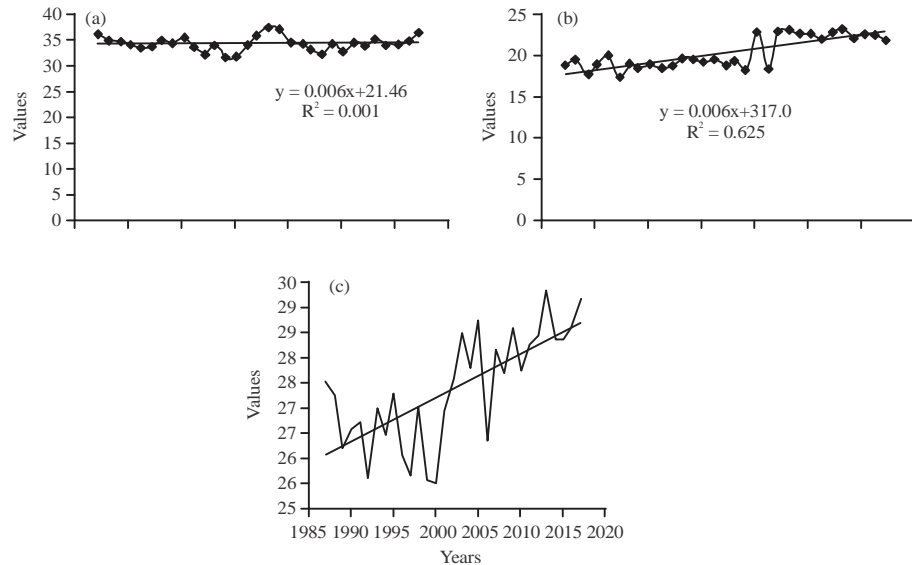 (a)
40
35
30
25
20
15
10
5
0
Values
y = 0.006x+21.46
R² = 0.001
(b)
25
20
15
10
5
0
Values
y = 0.006x+317.0
R² = 0.625
(c)
30
29
29
28
28
27
27
26
26
25
Values
1985 1990 1995 2000 2005 2010 2015 2020
Years